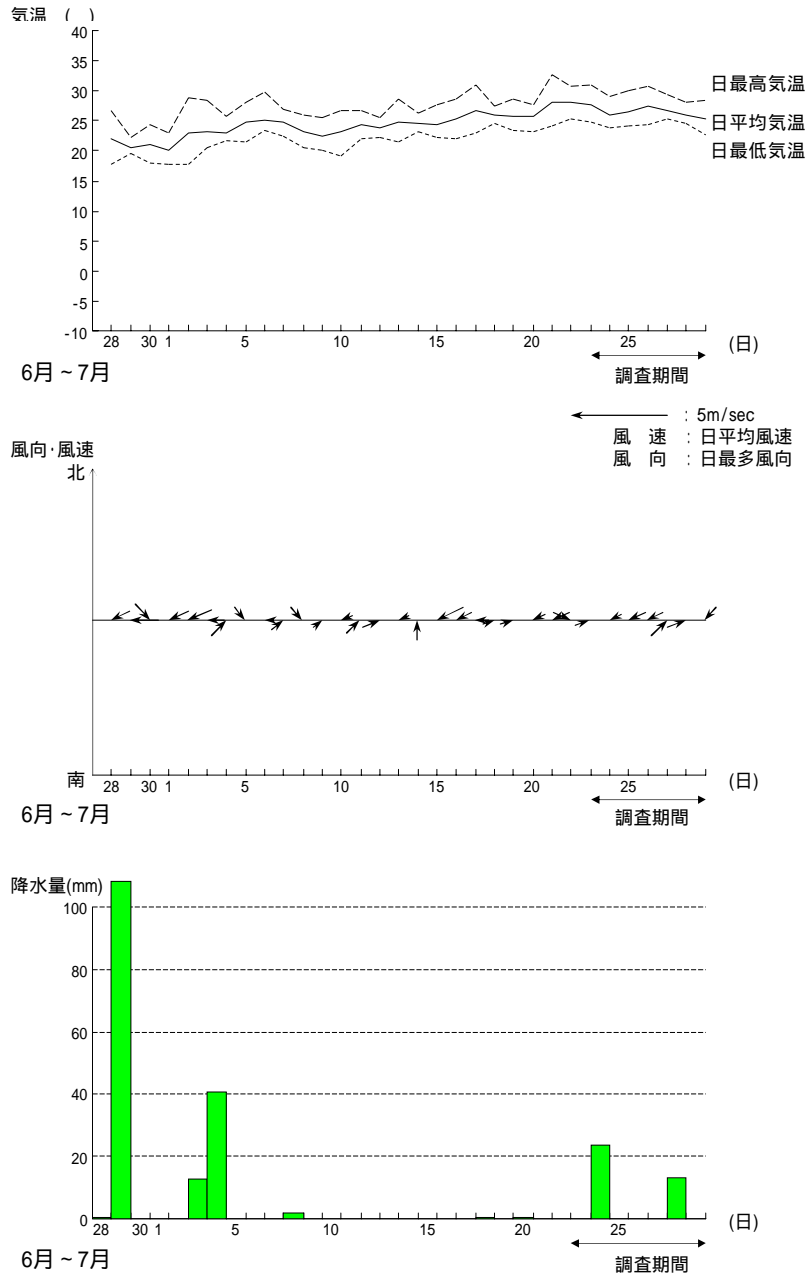 気温 ( )
40
35
30
25
20
15
10
5
0
-5
-10
日最高気温
日平均気温
日最低気温
28 30 1 5 10 15 20 25 (日)
6月 ~ 7月
調査期間
: 5m/sec
風 速 : 日平均風速
風 向 : 日最多風向
風向･風速
北
南
28 30 1 5 10 15 20 25 (日)
6月 ~ 7月
調査期間
降水量(mm)
100
80
60
40
20
0
28 30 1 5 10 15 20 25 (日)
6月 ~ 7月
調査期間